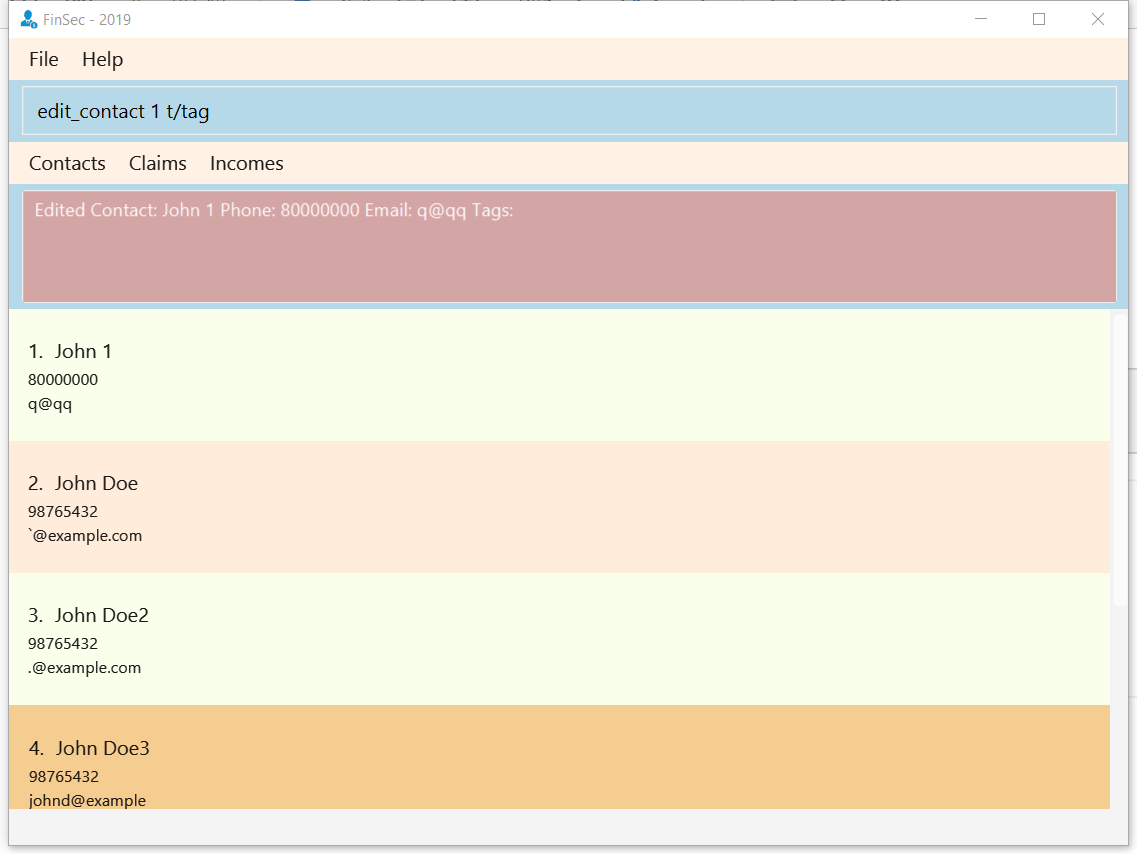 FinSec - 2019
File Help
edit_contact 1 t/tag
Contacts Claims Incomes
Edited Contact: John 1 Phone: 80000000 Email: q@qq Tags:
1. John 1
80000000
q@qq
2. John Doe
98765432
`@example.com
3. John Doe2
98765432
.@example.com
4. John Doe3
98765432
johnd@example